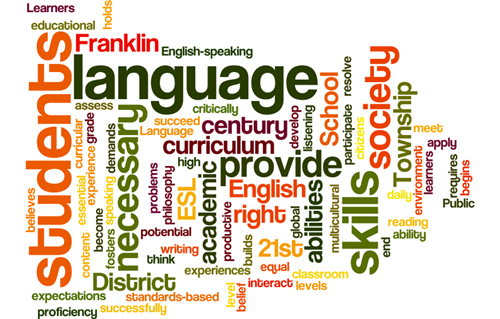 Learners
holds
educational
Franklin
English-speaking
students
language
assess
critically
resolve
School
society
necessary
succeed
Language
century
develop
listening
participate
citizens
Township
meet
curricular
grade
experience
essential
demands
curriculum
high
provide
apply
learners
environment
requires
begins
Public
believes
content
become
fosters
speaking
problems
philosophy
ESL
academic
productive
English
right
global
abilities
multicultural
skills
daily
reading
ability
potential
writing
think
builds
21st
end
District
experiences
equal
classroom
expectations
standards-based
level
belief
interact
levels
proficiency
successfully